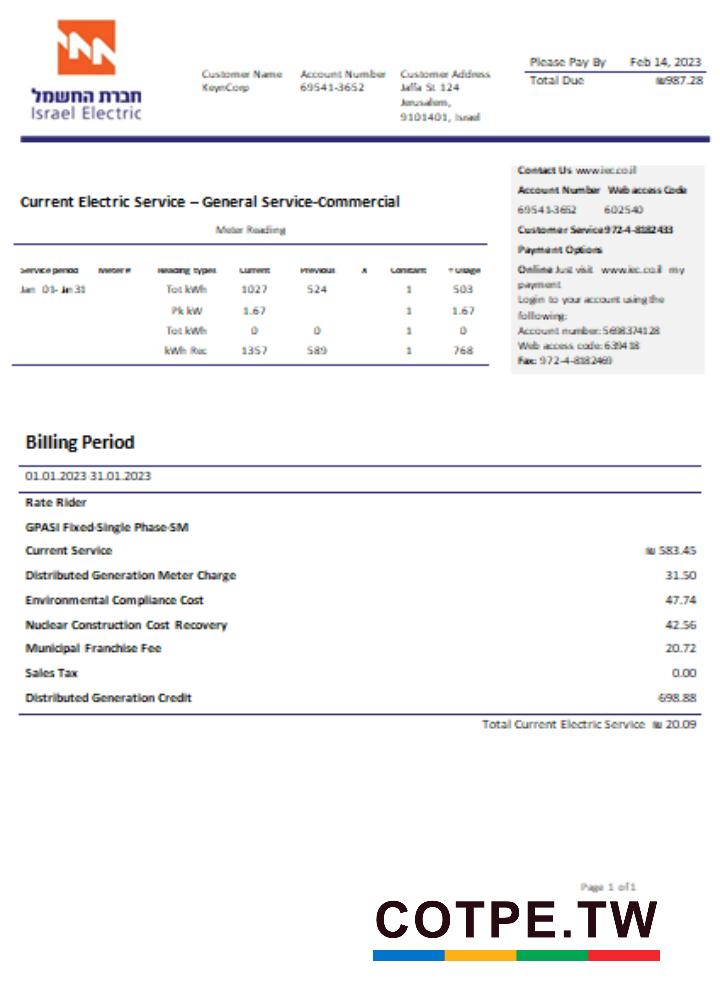 חברת החשמל
Israel Electric
Customer Name Account Number Customer Address
KeynCorp 69541-3652 Jaffa St 124
Jerusalem,
9101401, Israel
Please Pay By Feb 14, 2023
Total Due ₪987.28
Contact Us www.iec.co.il
Account Number Web access Code
69541-3652 602540
Customer Service 972-4-8182433
Payment Options
Online Just visit www.iec.co.il my
payment
Login to your account using the
following:
Account number: 5698374128
Web access code: 639418
Fax: 972-4-8182469
Current Electric Service – General Service-Commercial
Meter Reading
Service period Meter # Reading types Current Previous X Constant Usage
Jan 01- Jn 31 Tot kWh 1027 524 1 503
Pk kW 1.67 1 1.67
Tot kWh 0 0 1 0
kWh Rec 1357 589 1 768
Billing Period
01.01.2023-31.01.2023
Rate Rider
GPASI Fixed-Single Phase-SM
Current Service ₪ 583.45
Distributed Generation Meter Charge 31.50
Environmental Compliance Cost 47.74
Nuclear Construction Cost Recovery 42.56
Municipal Franchise Fee 20.72
Sales Tax 0.00
Distributed Generation Credit -698.88
Total Current Electric Service ₪ 20.09
Page 1 of 1
COTPE.TW